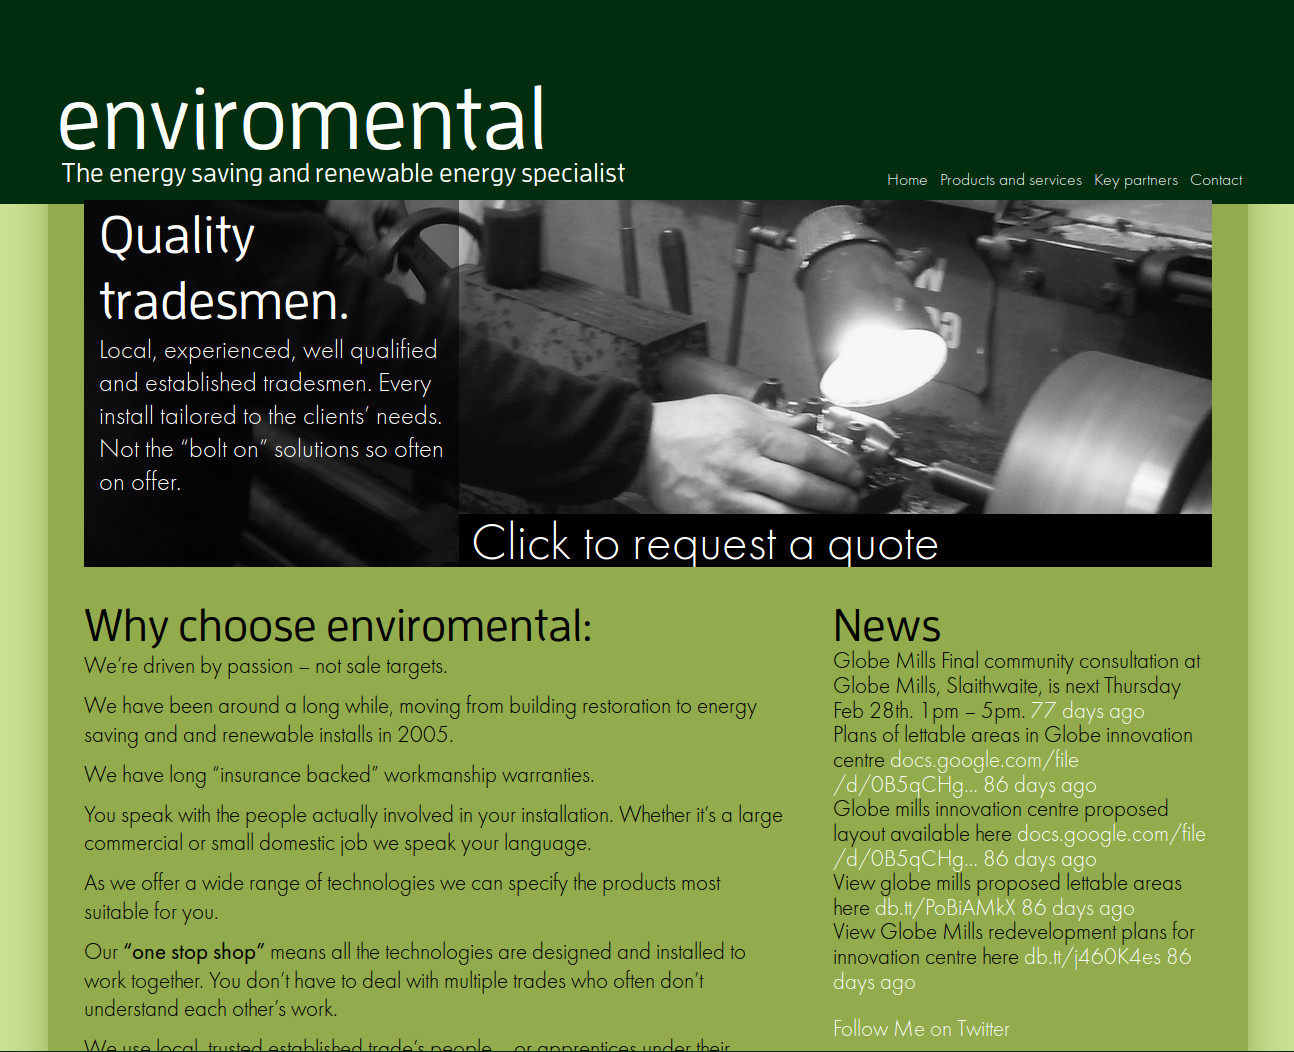 enviromental
The energy saving and renewable energy specialist
Home Products and services Key partners Contact
Quality
tradesmen.
Local, experienced, well qualified
and established tradesmen. Every
install tailored to the clients’ needs.
Not the “bolt on” solutions so often
on offer.
Click to request a quote
Why choose enviromental:
We’re driven by passion – not sale targets.
We have been around a long while, moving from building restoration to energy
saving and and renewable installs in 2005.
We have long “insurance backed” workmanship warranties.
You speak with the people actually involved in your installation. Whether it’s a large
commercial or small domestic job we speak your language.
As we offer a wide range of technologies we can specify the products most
suitable for you.
Our “one stop shop” means all the technologies are designed and installed to
work together. You don’t have to deal with multiple trades who often don’t
understand each other’s work.
We use local, trusted established trade’s people... or apprentices under their
News
Globe Mills Final community consultation at
Globe Mills, Slaithwaite, is next Thursday
Feb 28th. 1pm – 5pm. 77 days ago
Plans of lettable areas in Globe innovation
centre docs.google.com/file
/d/0B5qCHg... 86 days ago
Globe mills innovation centre proposed
layout available here docs.google.com/file
/d/0B5qCHg... 86 days ago
View globe mills proposed lettable areas
here db.tt/PoBiAMkX 86 days ago
View Globe Mills redevelopment plans for
innovation centre here db.tt/j460K4es 86
days ago
Follow Me on Twitter